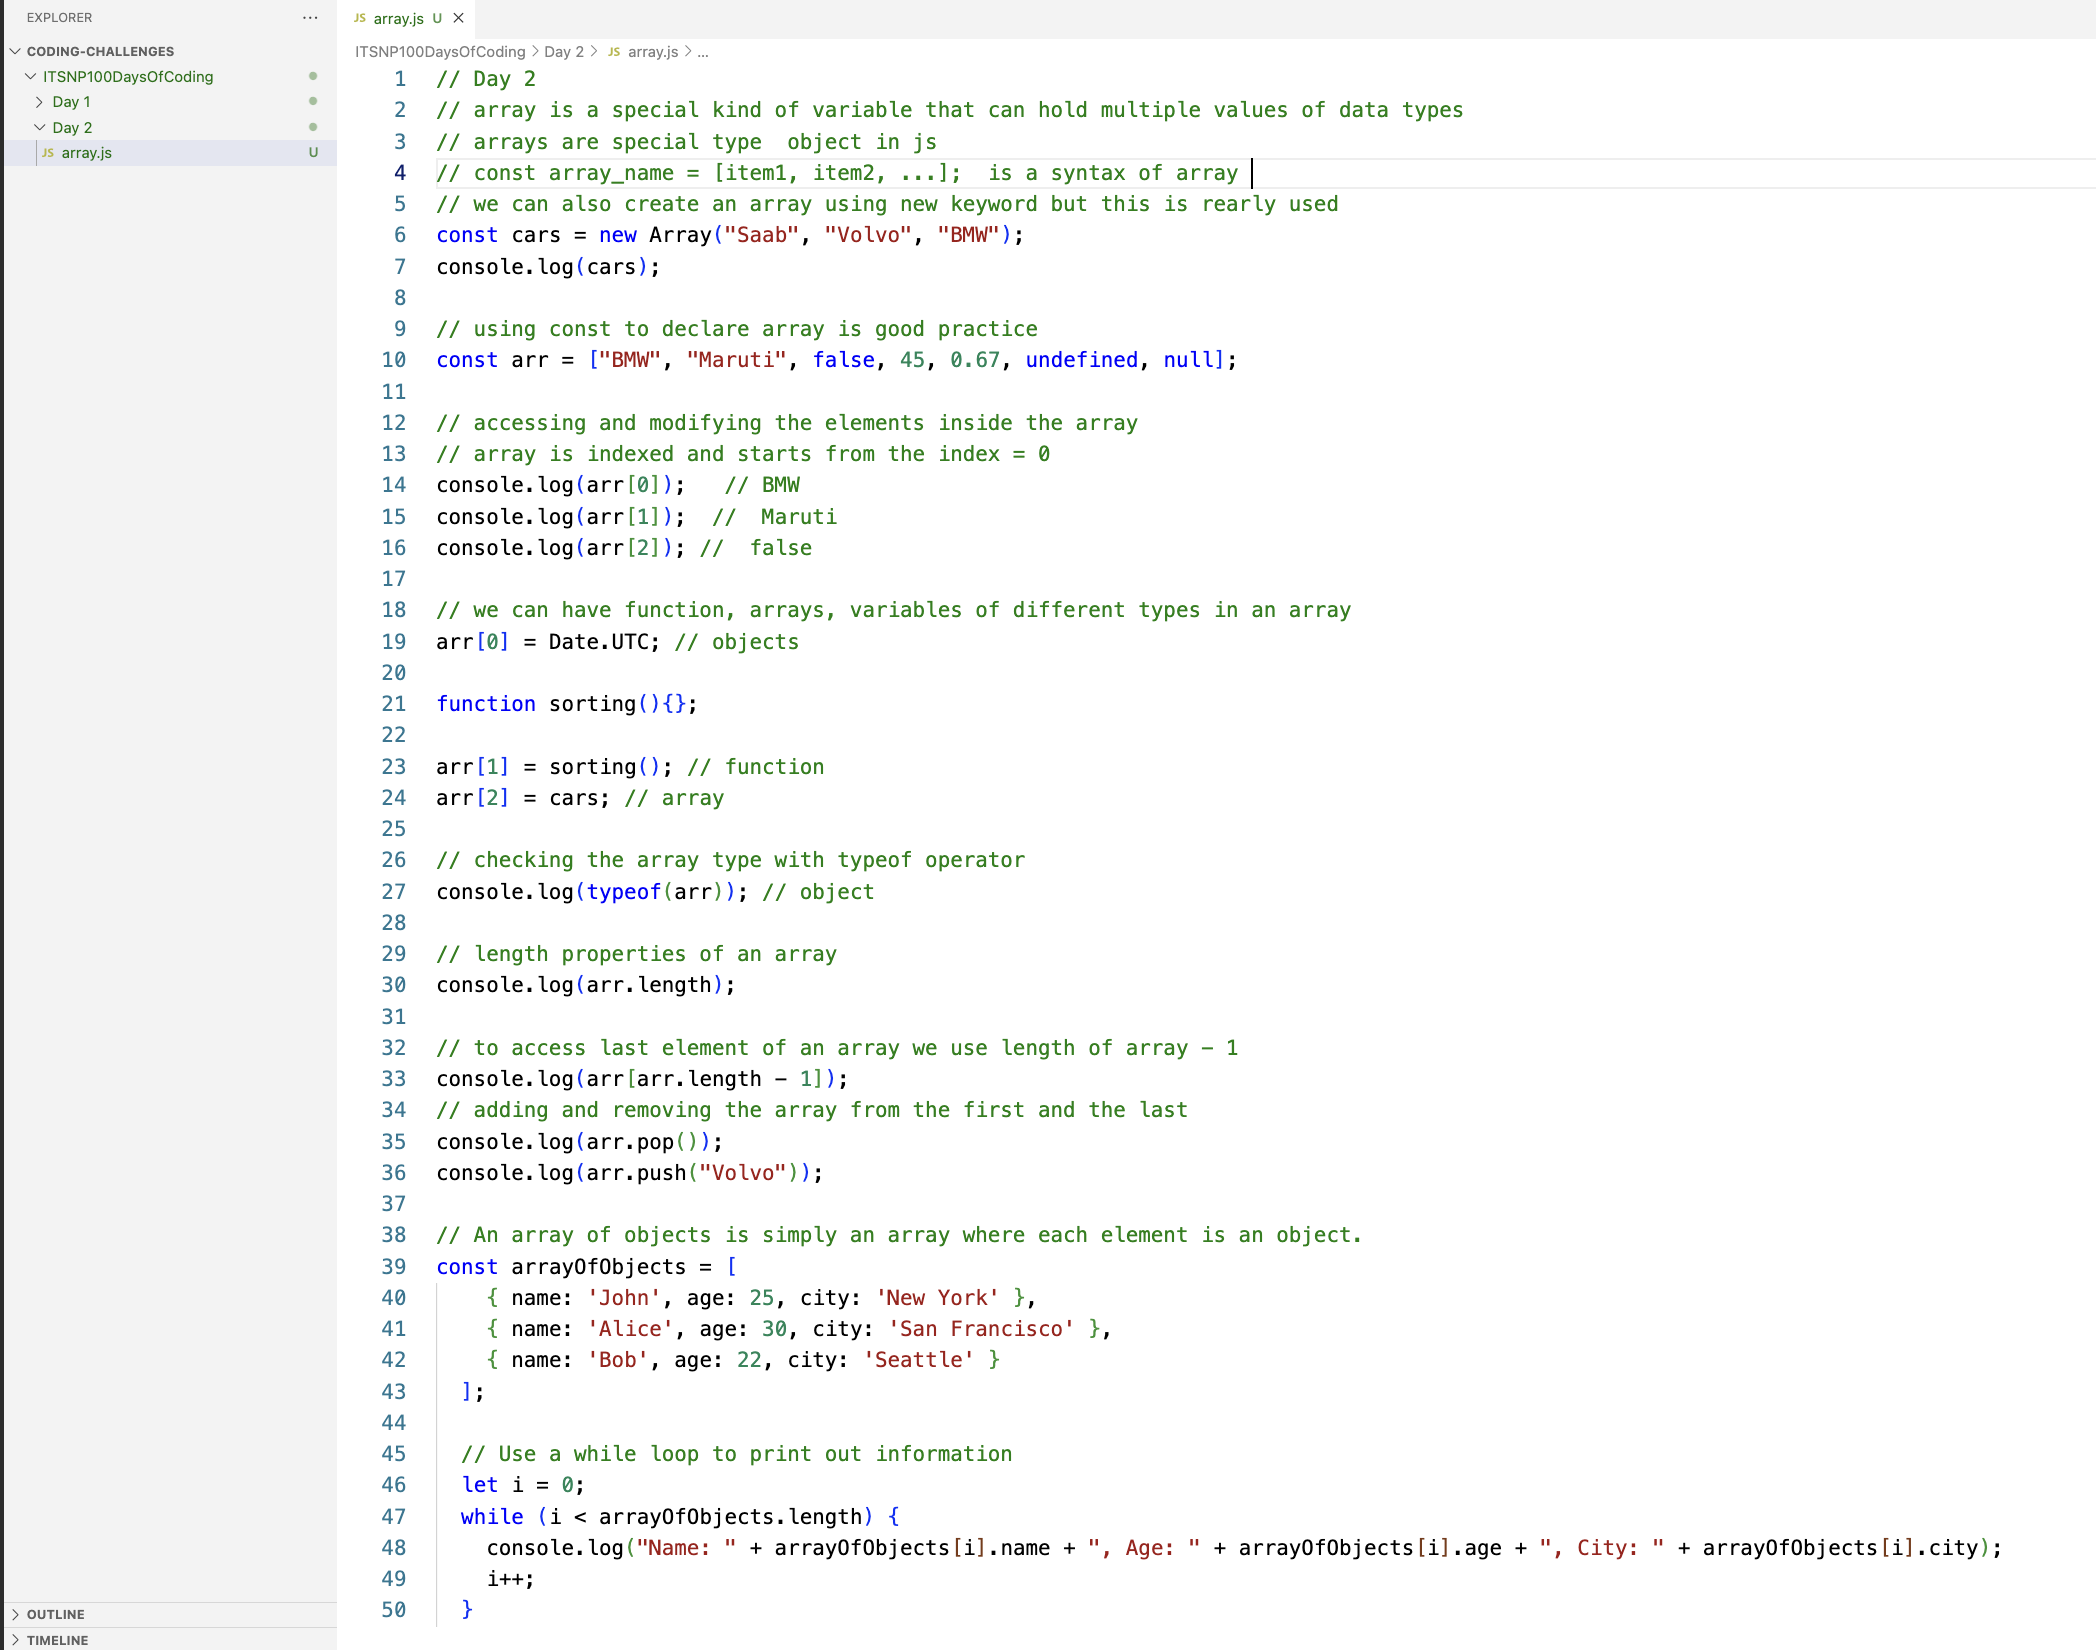 EXPLORER ...
CODING-CHALLENGES
ITSNP100DaysOfCoding
Day 1
Day 2
JS array.js U
OUTLINE
TIMELINE
JS array.js U
ITSNP100DaysOfCoding > Day 2 > JS array.js > ...
1 // Day 2
2 // array is a special kind of variable that can hold multiple values of data types
3 // arrays are special type  object in js
4 // const array_name = [item1, item2, ...];  is a syntax of array
5 // we can also create an array using new keyword but this is rearly used
6 const cars = new Array("Saab", "Volvo", "BMW");
7 console.log(cars);
8
9 // using const to declare array is good practice
10 const arr = ["BMW", "Maruti", false, 45, 0.67, undefined, null];
11
12 // accessing and modifying the elements inside the array
13 // array is indexed and starts from the index = 0
14 console.log(arr[0]);   // BMW
15 console.log(arr[1]);  //  Maruti
16 console.log(arr[2]); //  false
17
18 // we can have function, arrays, variables of different types in an array
19 arr[0] = Date.UTC; // objects
20
21 function sorting(){};
22
23 arr[1] = sorting(); // function
24 arr[2] = cars; // array
25
26 // checking the array type with typeof operator
27 console.log(typeof(arr)); // object
28
29 // length properties of an array
30 console.log(arr.length);
31
32 // to access last element of an array we use length of array - 1
33 console.log(arr[arr.length - 1]);
34 // adding and removing the array from the first and the last
35 console.log(arr.pop());
36 console.log(arr.push("Volvo"));
37
38 // An array of objects is simply an array where each element is an object.
39 const arrayOfObjects = [
40     { name: 'John', age: 25, city: 'New York' },
41     { name: 'Alice', age: 30, city: 'San Francisco' },
42     { name: 'Bob', age: 22, city: 'Seattle' }
43   ];
44
45   // Use a while loop to print out information
46   let i = 0;
47   while (i < arrayOfObjects.length) {
48     console.log("Name: " + arrayOfObjects[i].name + ", Age: " + arrayOfObjects[i].age + ", City: " + arrayOfObjects[i].city);
49     i++;
50   }